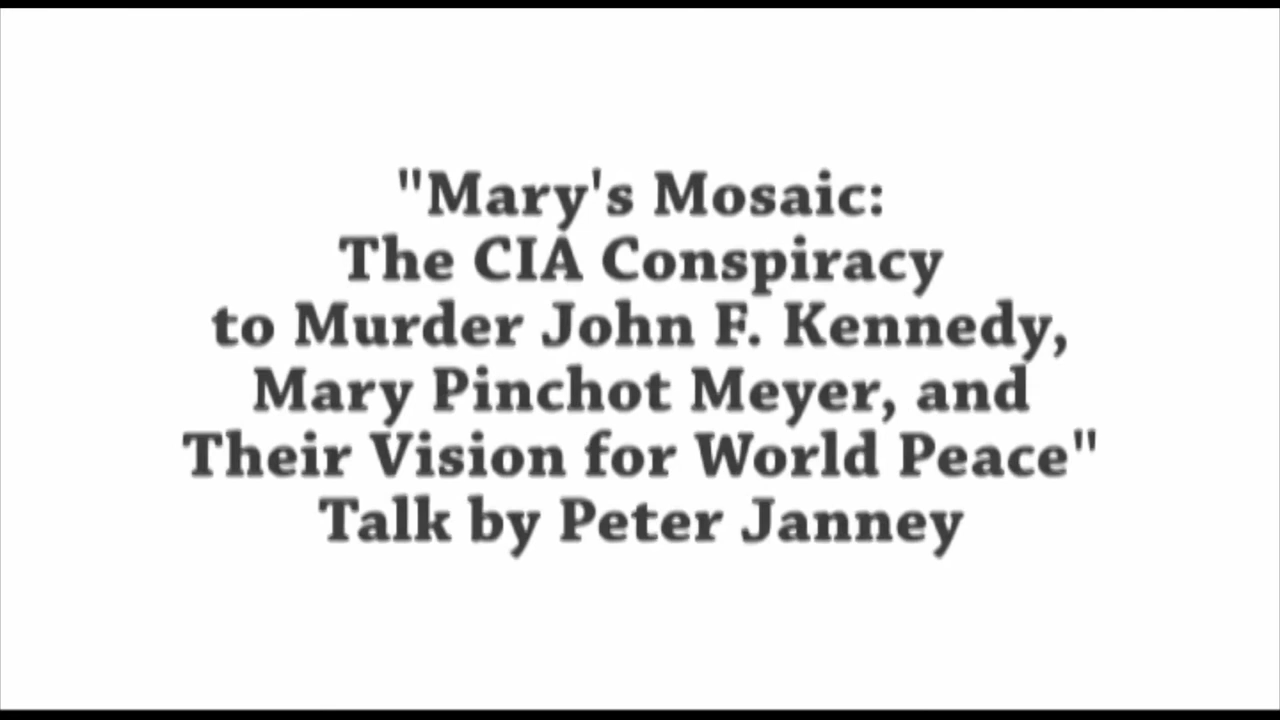 "Mary's Mosaic:
The CIA Conspiracy
to Murder John F. Kennedy,
Mary Pinchot Meyer, and
Their Vision for World Peace"
Talk by Peter Janney